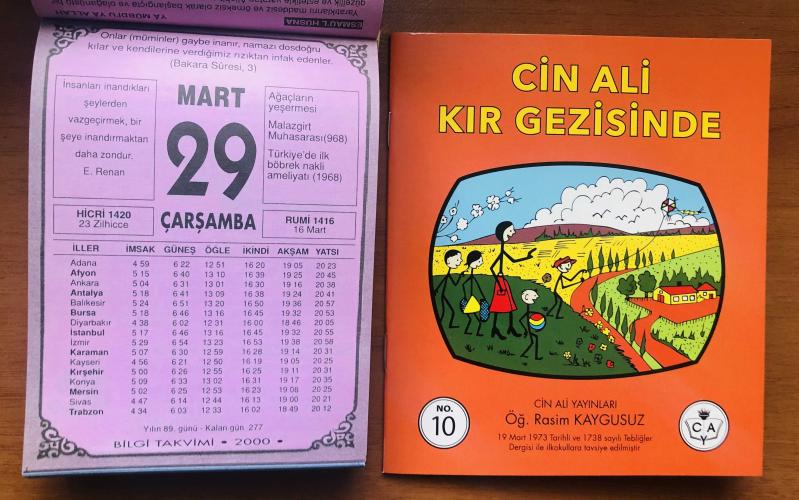 Yaratıklarını maddesiz ve örneksiz olarak başlangıçta
ESMAÜ'L HÜSNA
YÂ MÜBDİ'U YÂ ALLAH
Onlar (müminler) gaybe inanır, namazı dosdoğru
kılar ve kendilerine verdiğimiz rızıktan infak edenler.
(Bakara Sûresi, 3)
İnsanları inandıkları
şeylerden
vazgeçirmek, bir
şeye inandırmaktan
daha zordur.
E. Renan
MART
29
ÇARŞAMBA
Ağaçların
yeşermesi
Malazgirt
Muhasarası(968)
Türkiye'de ilk
böbrek nakli
ameliyatı (1968)
HİCRİ 1420
23 Zilhicce
RUMİ 1416
16 Mart
İLLER İMSAK GÜNEŞ ÖĞLE İKİNDİ AKŞAM YATSI
Adana 4 59 6 22 12 51 16 20 19 05 20 23
Afyon 5 15 6 40 13 10 16 39 19 25 20 45
Ankara 5 04 6 31 13 01 16 30 19 16 20 38
Antalya 5 18 6 41 13 09 16 38 19 24 20 41
Balıkesir 5 24 6 51 13 20 16 50 19 36 20 57
Bursa 5 18 6 46 13 16 16 45 19 32 20 53
Diyarbakır 4 38 6 02 12 31 16 00 18 46 20 05
İstanbul 5 17 6 46 13 16 16 45 19 32 20 55
İzmir 5 29 6 54 13 23 16 53 19 38 20 58
Karaman 5 07 6 30 12 59 16 28 19 14 20 31
Kayseri 4 56 6 21 12 50 16 19 19 05 20 25
Kırşehir 5 00 6 26 12 55 16 25 19 11 20 31
Konya 5 09 6 33 13 02 16 31 19 17 20 35
Mersin 5 02 6 25 12 53 16 23 19 08 20 25
Sivas 4 47 6 14 12 44 16 13 19 00 20 21
Trabzon 4 34 6 03 12 33 16 02 18 49 20 12
Yılın 89. günü - Kalan gün 277
BİLGİ TAKVİMİ • 2000 •
CİN ALİ
KIR GEZİSİNDE
NO.
10
CİN ALİ YAYINLARI
Öğ. Rasim KAYGUSUZ
19 Mart 1973 Tarihli ve 1738 sayılı Tebliğler
Dergisi ile ilkokullara tavsiye edilmiştir
C A
Y